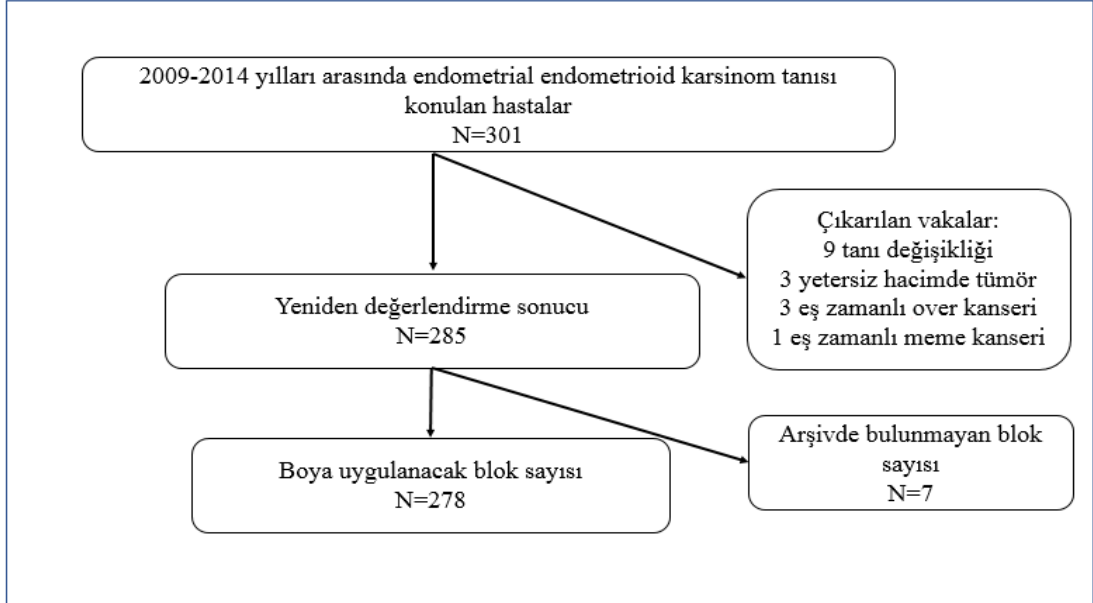 2009-2014 yılları arasında endometrial endometrioid karsinom tanısı
konulan hastalar
N=301
Çıkarılan vakalar:
9 tanı değişikliği
3 yetersiz hacimde tümör
3 eş zamanlı over kanseri
1 eş zamanlı meme kanseri
Yeniden değerlendirme sonucu
N=285
Arşivde bulunmayan blok
sayısı
N=7
Boya uygulanacak blok sayısı
N=278